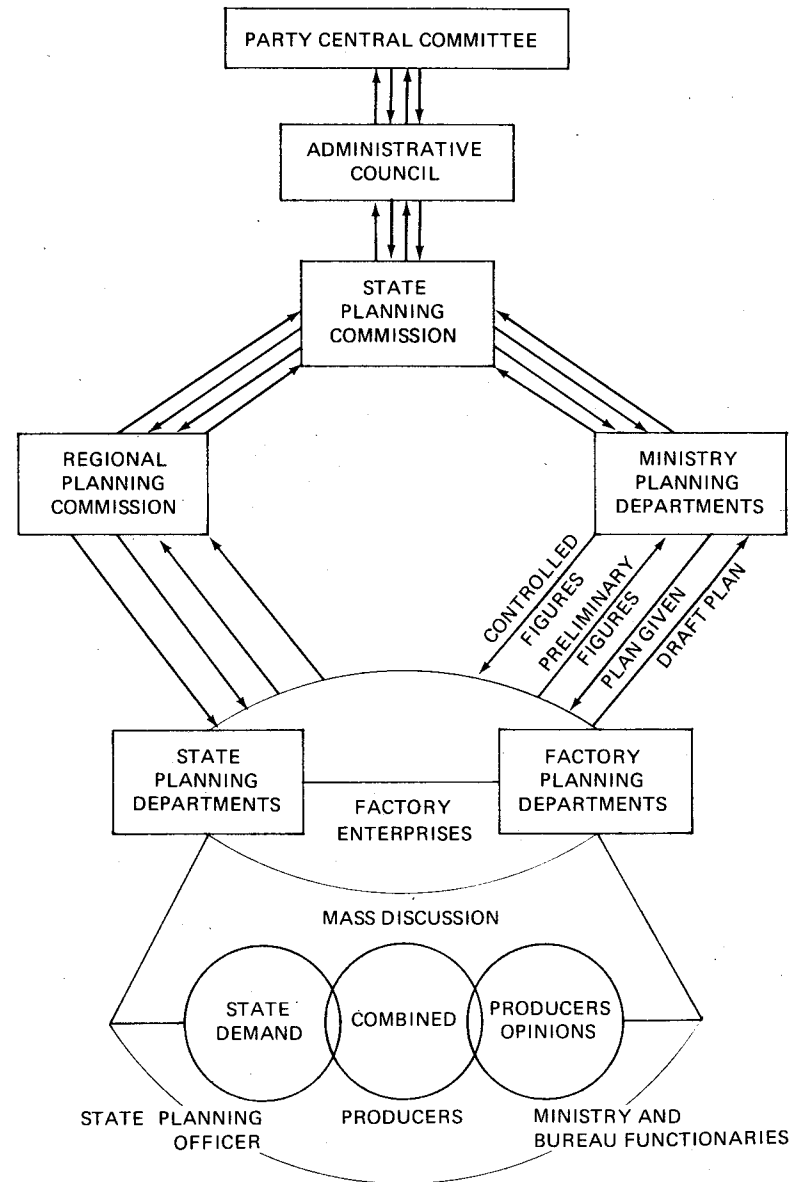 PARTY CENTRAL COMMITTEE
ADMINISTRATIVE
COUNCIL
STATE
PLANNING
COMMISSION
REGIONAL
PLANNING
COMMISSION
MINISTRY
PLANNING
DEPARTMENTS
CONTROLLED
FIGURES
PRELIMINARY
FIGURES
PLAN GIVEN
DRAFT PLAN
STATE
PLANNING
DEPARTMENTS
FACTORY
ENTERPRISES
FACTORY
PLANNING
DEPARTMENTS
MASS DISCUSSION
STATE
DEMAND
COMBINED
PRODUCERS
OPINIONS
STATE PLANNING
OFFICER
PRODUCERS
MINISTRY AND
BUREAU FUNCTIONARIES